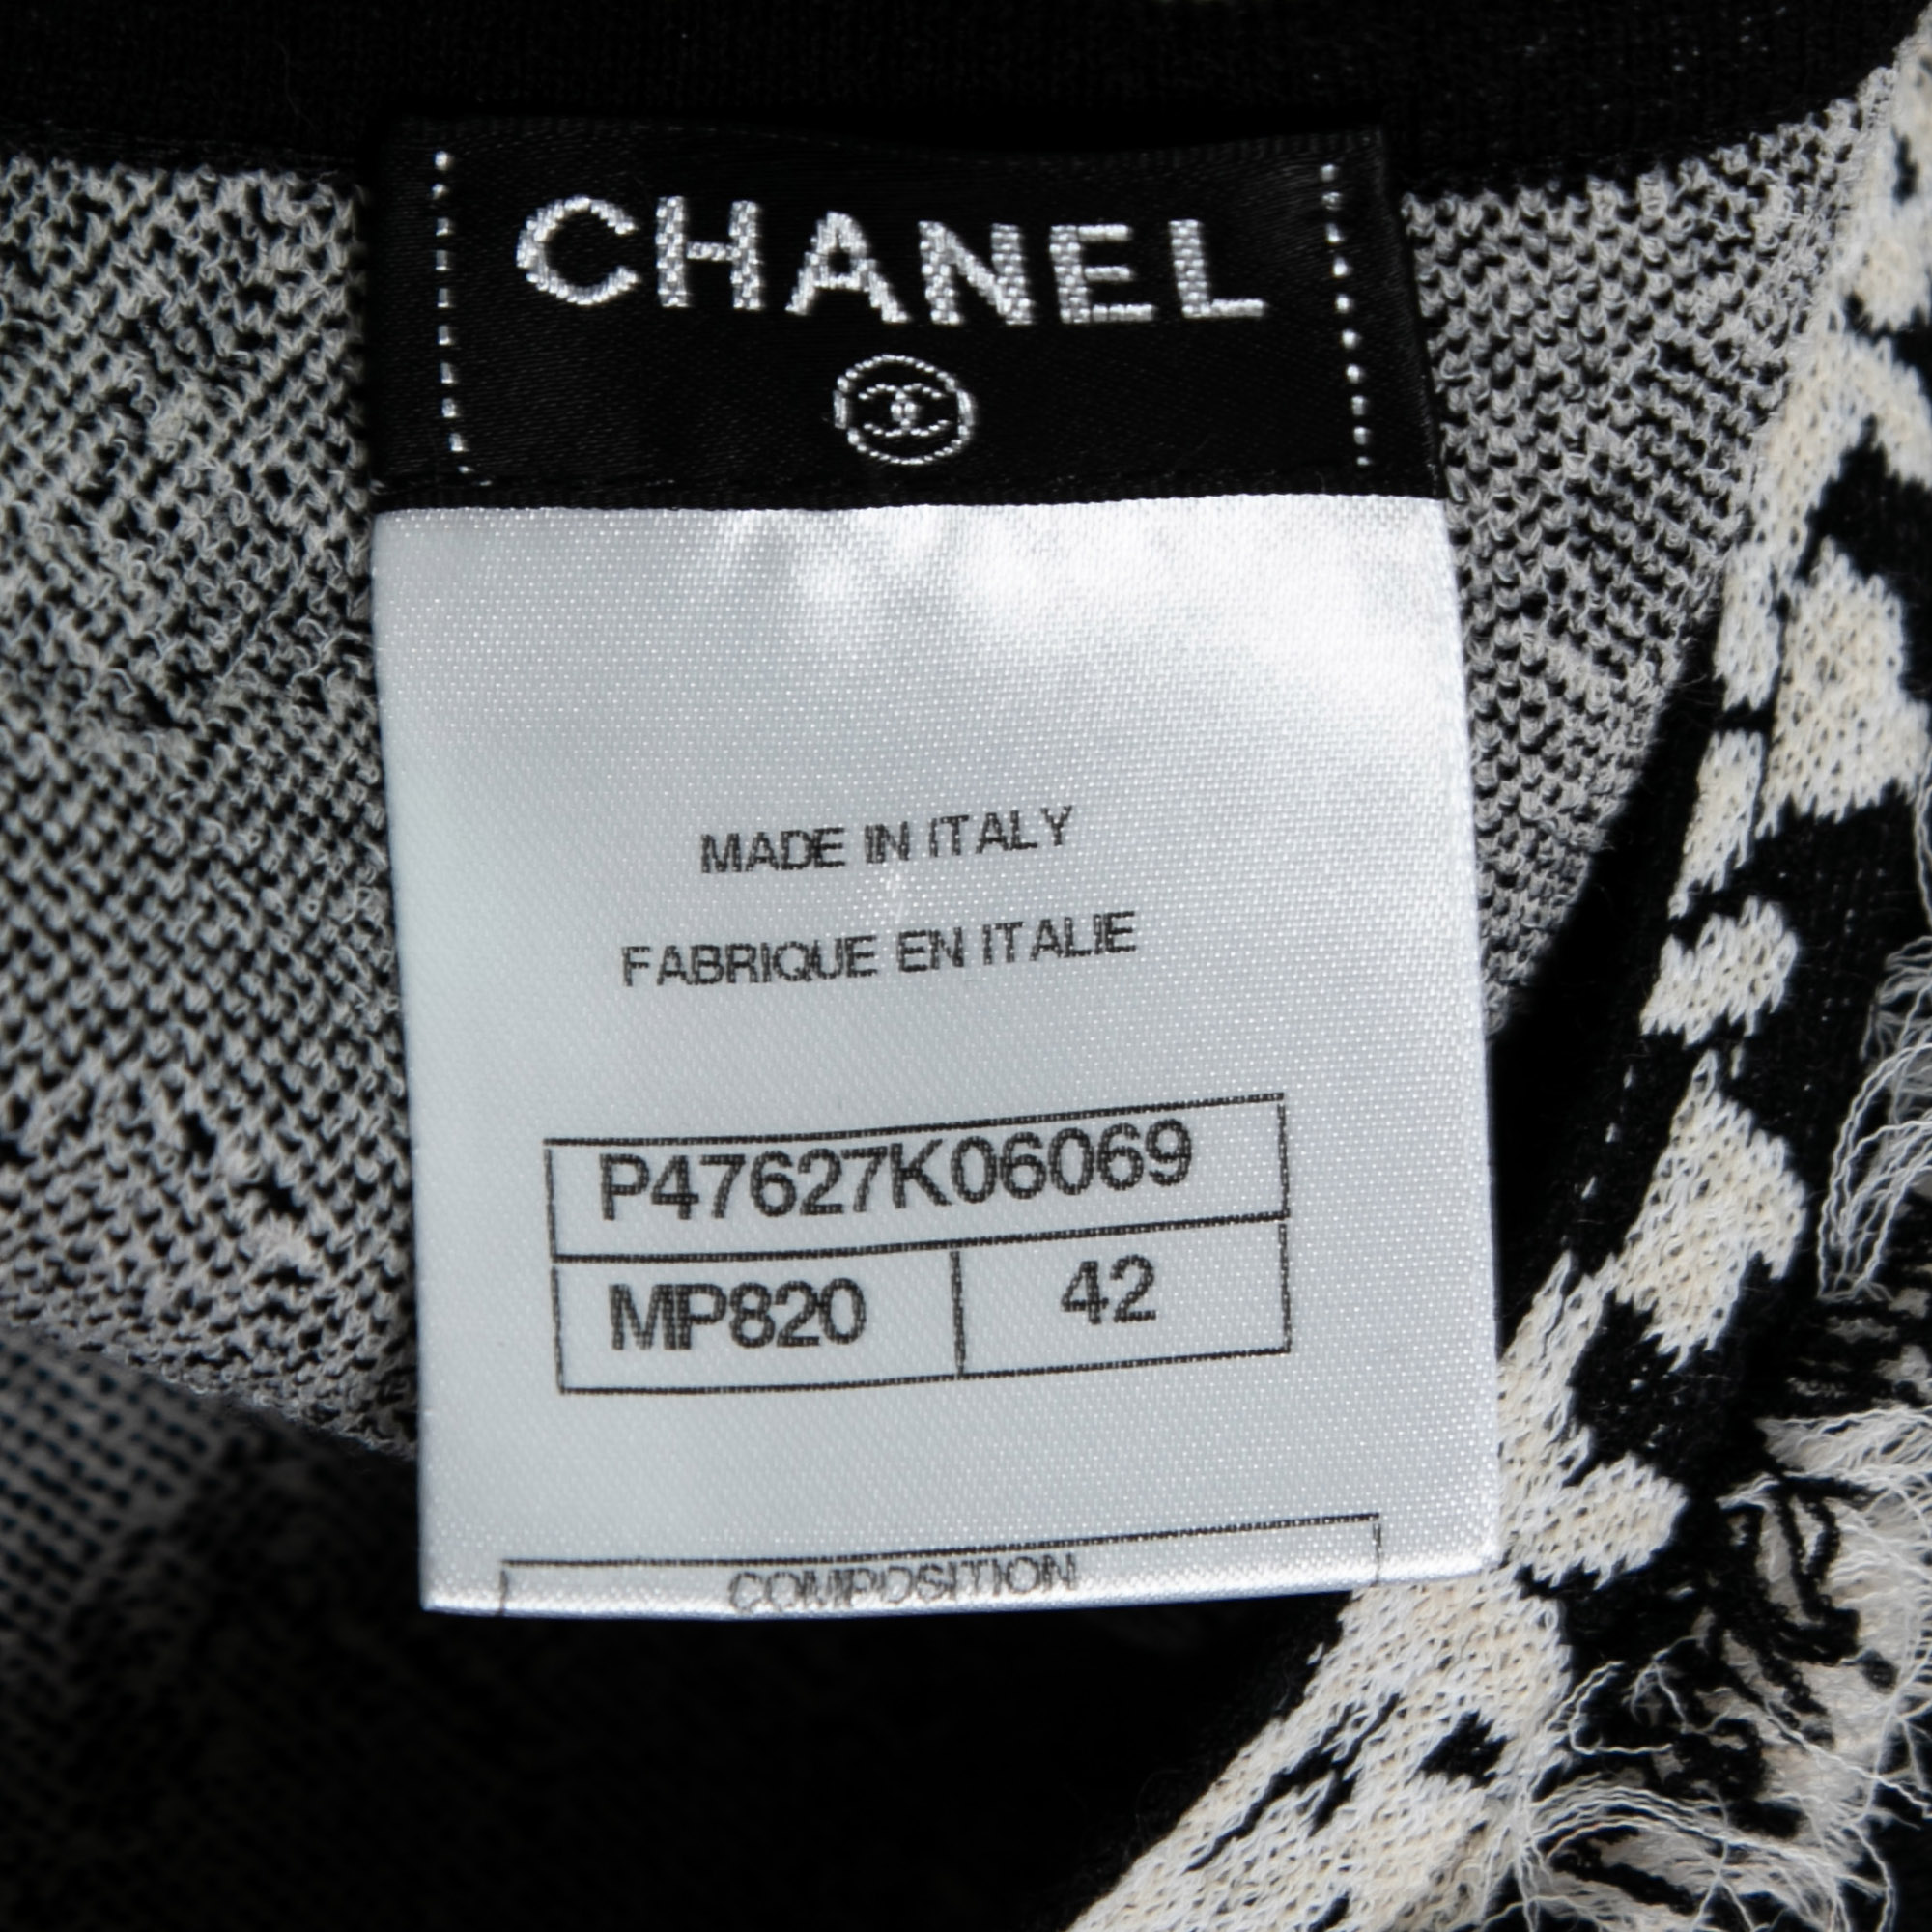 CHANEL
MADE IN ITALY
FABRIQUE EN ITALIE
P47627K06069
MP820 42
COMPOSITION